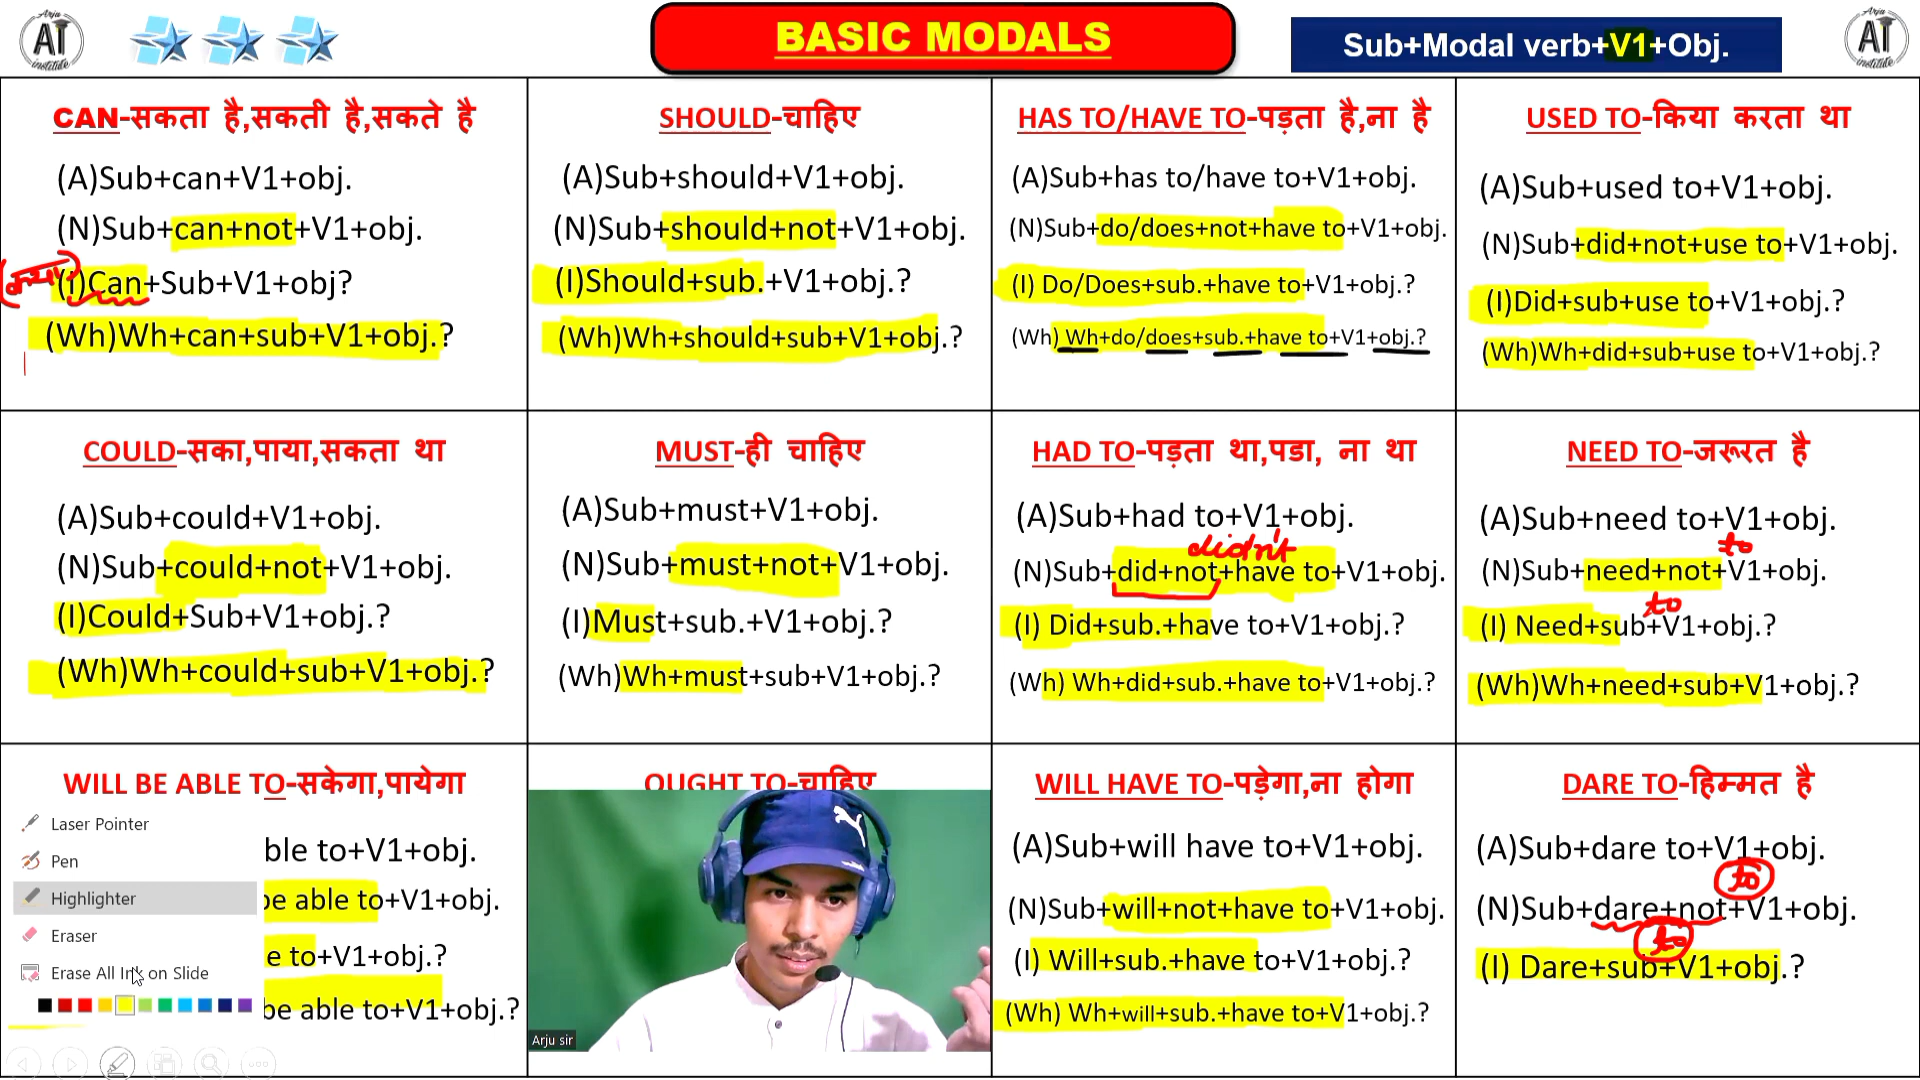 Arju
AT
institute
BASIC MODALS
Sub+Modal verb+V1+Obj.
Arju
AT
institute
CAN-सकता है,सकती है,सकते है
(A)Sub+can+V1+obj.
(N)Sub+can+not+V1+obj.
(I)Can+Sub+V1+obj?
(Wh)Wh+can+sub+V1+obj.?
SHOULD-चाहिए
(A)Sub+should+V1+obj.
(N)Sub+should+not+V1+obj.
(I)Should+sub.+V1+obj.?
(Wh)Wh+should+sub+V1+obj.?
HAS TO/HAVE TO-पड़ता है,ना है
(A)Sub+has to/have to+V1+obj.
(N)Sub+do/does+not+have to+V1+obj.
(I) Do/Does+sub.+have to+V1+obj.?
(Wh) Wh+do/does+sub.+have to+V1+obj.?
USED TO-किया करता था
(A)Sub+used to+V1+obj.
(N)Sub+did+not+use to+V1+obj.
(I)Did+sub+use to+V1+obj.?
(Wh)Wh+did+sub+use to+V1+obj.?
COULD-सका,पाया,सकता था
(A)Sub+could+V1+obj.
(N)Sub+could+not+V1+obj.
(I)Could+Sub+V1+obj.?
(Wh)Wh+could+sub+V1+obj.?
MUST-ही चाहिए
(A)Sub+must+V1+obj.
(N)Sub+must+not+V1+obj.
(I)Must+sub.+V1+obj.?
(Wh)Wh+must+sub+V1+obj.?
HAD TO-पड़ता था,पडा, ना था
(A)Sub+had to+V1+obj.
didn't
(N)Sub+did+not+have to+V1+obj.
(I) Did+sub.+have to+V1+obj.?
(Wh) Wh+did+sub.+have to+V1+obj.?
NEED TO-जरूरत है
(A)Sub+need to+V1+obj.
to
(N)Sub+need+not+V1+obj.
to
(I) Need+sub+V1+obj.?
(Wh)Wh+need+sub+V1+obj.?
WILL BE ABLE TO-सकेगा,पायेगा
ble to+V1+obj.
be able to+V1+obj.
e to+V1+obj.?
be able to+V1+obj.?
Laser Pointer
Pen
Highlighter
Eraser
Erase All Ink on Slide
OUGHT TO-चाहिए
Arju sir
WILL HAVE TO-पड़ेगा,ना होगा
(A)Sub+will have to+V1+obj.
(N)Sub+will+not+have to+V1+obj.
(I) Will+sub.+have to+V1+obj.?
(Wh) Wh+will+sub.+have to+V1+obj.?
DARE TO-हिम्मत है
(A)Sub+dare to+V1+obj.
to
(N)Sub+dare+not+V1+obj.
to
(I) Dare+sub+V1+obj.?